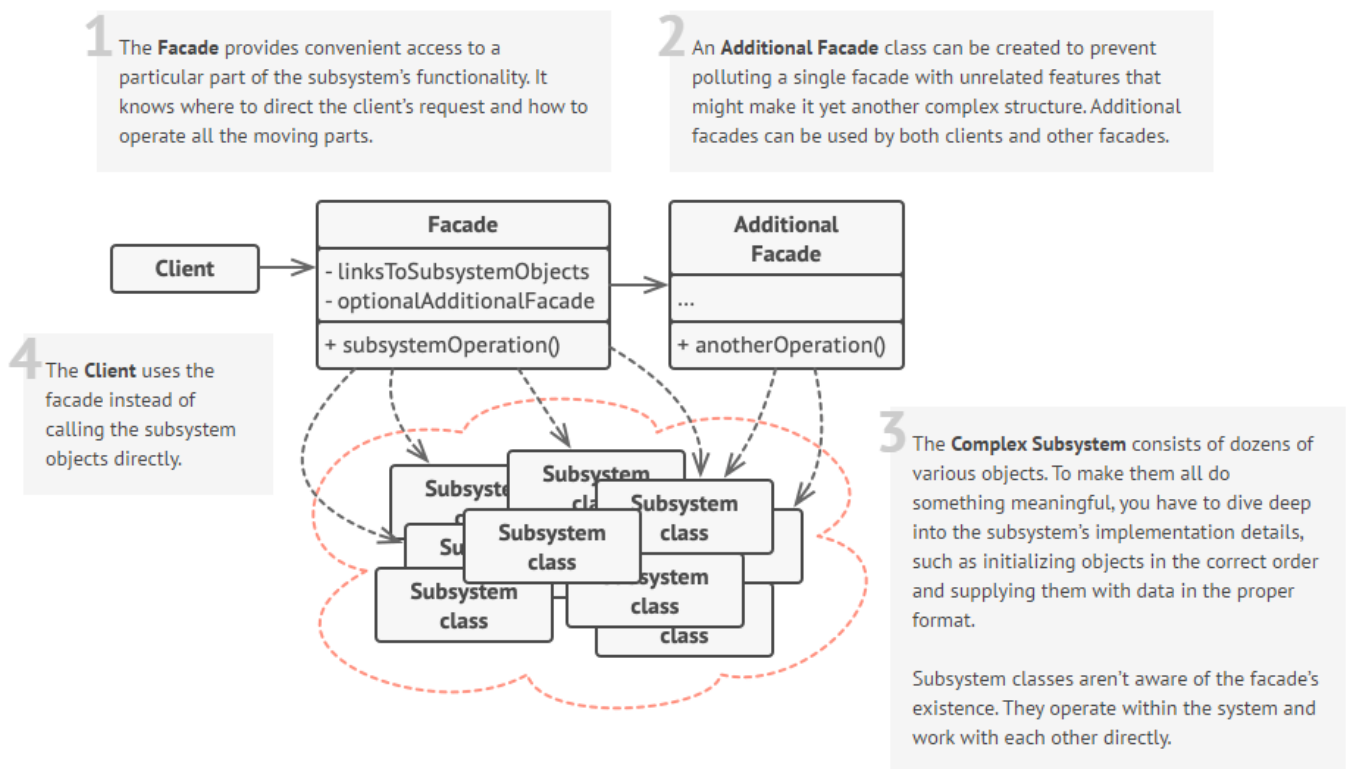 1
The Facade provides convenient access to a
particular part of the subsystem's functionality. It
knows where to direct the client's request and how to
operate all the moving parts.
2
An Additional Facade class can be created to prevent
polluting a single facade with unrelated features that
might make it yet another complex structure. Additional
facades can be used by both clients and other facades.
Client
Facade
- linksToSubsystemObjects
- optionalAdditionalFacade
+ subsystemOperation()
Additional
Facade
...
+ anotherOperation()
4
The Client uses the
facade instead of
calling the subsystem
objects directly.
3
The Complex Subsystem consists of dozens of
various objects. To make them all do
something meaningful, you have to dive deep
into the subsystem's implementation details,
such as initializing objects in the correct order
and supplying them with data in the proper
format.
Subsystem classes aren't aware of the facade's
existence. They operate within the system and
work with each other directly.
Subsystem
Subsystem
class
Subsystem
class
Subsystem
class
class
class